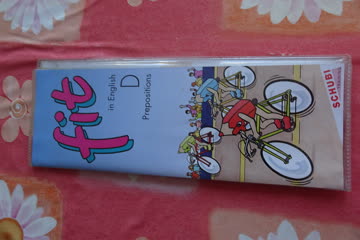 fit
in English
D
Prepositions
SCHUBI